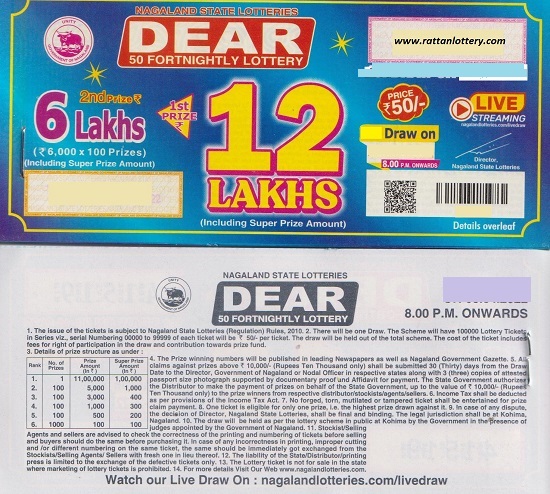 NAGALAND STATE LOTTERIES
DEAR
50 FORTNIGHTLY LOTTERY
www.rattanlottery.com
UNITY
2nd Prize ₹
6 Lakhs
(₹ 6,000 x 100 Prizes)
(Including Super Prize Amount)
1st PRIZE ₹
12 LAKHS
(Including Super Prize Amount)
PRICE ₹50/-
LIVE STREAMING
nagalandlotteries.com/livedraw
Draw on
8.00 P.M. ONWARDS
Director,
Nagaland State Lotteries
Details overleaf
NAGALAND STATE LOTTERIES
UNITY
DEAR
50 FORTNIGHTLY LOTTERY
8.00 P.M. ONWARDS
1. The issue of the tickets is subject to Nagaland State Lotteries (Regulation) Rules, 2010. 2. There will be one Draw. The Scheme will have 100000 Lottery Tickets
in Series viz., serial Numbering 00000 to 99999 of each ticket will be ₹ 50/- per ticket. The draw will be held out of the total scheme. The cost of the ticket includes
fees for right of participation in the draw and contribution towards prize fund.
3. Details of prize structure as under :
Rank No. of Prizes Prize Amount (in ₹) Super Prize Amount (in ₹)
1. 1 11,00,000 1,00,000
2. 100 5,000 1,000
3. 100 3,000 400
4. 100 1,000 300
5. 100 500 200
6. 1000 100 100
4. The Prize winning numbers will be published in leading Newspapers as well as Nagaland Government Gazette. 5. All
claims against prizes above ₹ 10,000/- (Rupees Ten Thousand only) shall be submitted 30 (Thirty) days from the Draw
Date to the Director, Government of Nagaland or Nodal Officer in respective states along with 3 (three) copies of attested
passport size photograph supported by documentory proof and Affidavit for payment. The State Government authorize
the Distributor to make the payment of prizes on behalf of the State Government, up to the value of ₹ 10,000/- (Rupees
Ten thousand only) to the prize winners from respective distributor/stockists/agents/sellers. 6. Income Tax shall be deducted
as per provisions of the Income Tax Act. 7. No forged, torn, mutilated or tampered ticket shall be entertained for prize
claim payment. 8. One ticket is eligible for only one prize, i.e. the highest prize drawn against it. 9. In case of any dispute,
the decision of Director, Nagaland State Lotteries, shall be final and binding. The legal jurisdiction shall be at Kohima,
Nagaland. 10. The draw will be held as per the lottery scheme in public at Kohima by the Government in the presence of
judges appointed by the Government of Nagaland. 11. Stockist/Selling
Agents and sellers are advised to check the correctness of the printing and numbering of tickets before selling
and buyers should do the same before purchasing it. In case of any incorrectness in printing, improper cutting
and /or different numbering on the same ticket, the same should be immediately got exchanged from the
Stockists/Selling Agents/ Sellers with fresh one in lieu thereof. 12. The liability of the State/Distributor/printing
press is limited to the exchange of defective tickets only. 13. The Lottery ticket is not for sale in the state
where marketing of lottery tickets is prohibited. 14. For more details Visit Our Web www.nagalandlotteries.com
Watch our Live Draw On : nagalandlotteries.com/livedraw